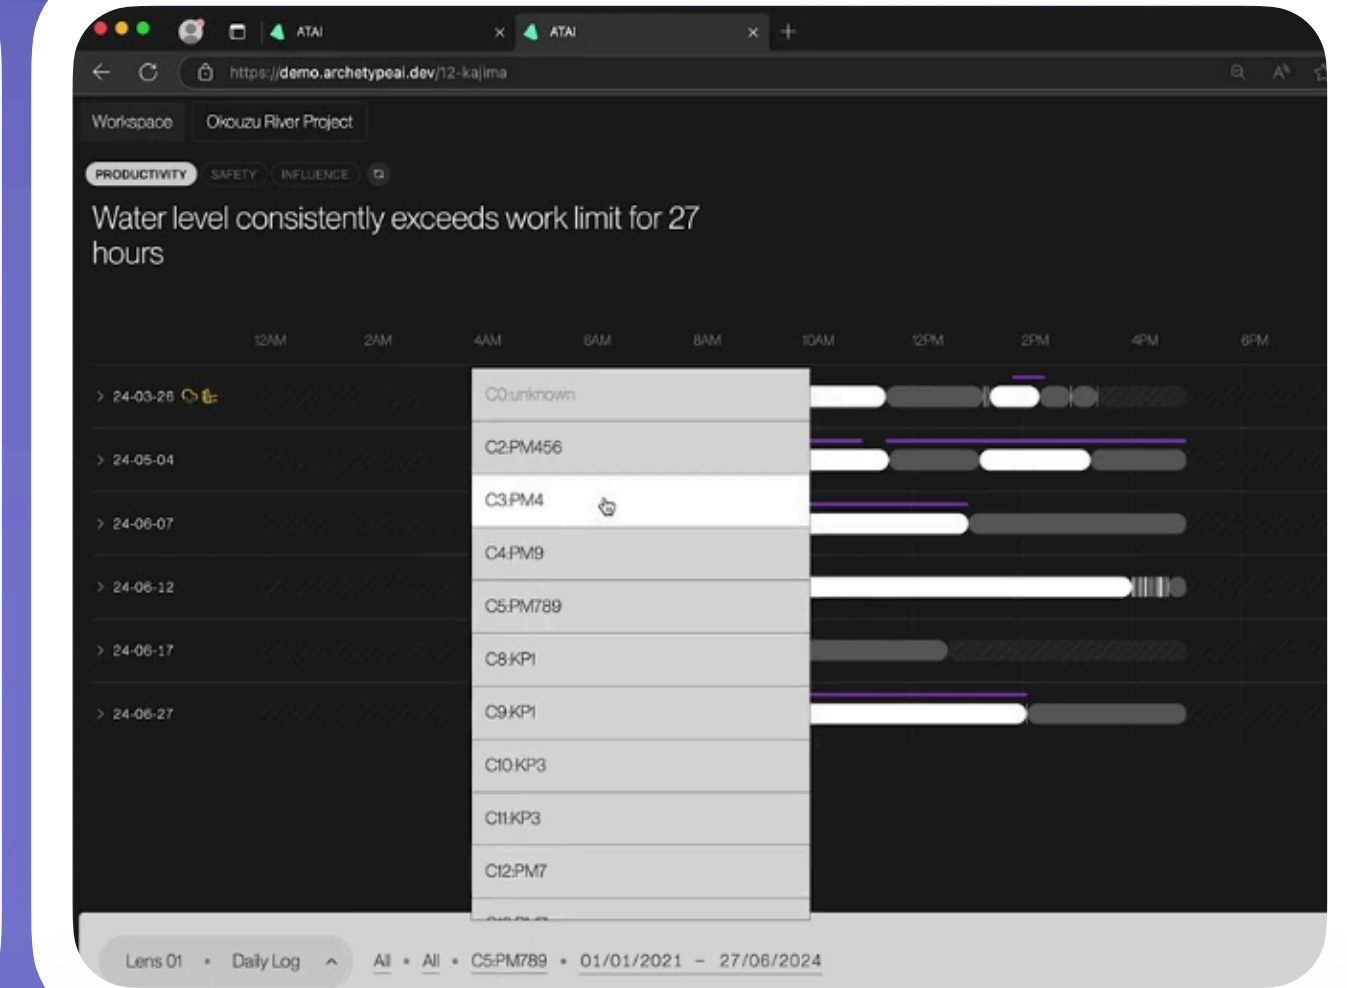 ATAI
ATAI
https://demo.archetypeai.dev/12-kajima
Workspace
Okouzu River Project
PRODUCTIVITY
SAFETY
INFLUENCE
Water level consistently exceeds work limit for 27
hours
12AM 2AM 4AM 6AM 8AM 10AM 12PM 2PM 4PM 6PM
24-03-26
24-05-04
24-06-07
24-06-12
24-06-17
24-06-27
C0:unknown
C2:PM456
C3:PM4
C4:PM9
C5:PM789
C8:KP1
C9:KP1
C10:KP3
C11:KP3
C12:PM7
Lens 01 • Daily Log All • All • C5:PM789 • 01/01/2021 – 27/06/2024